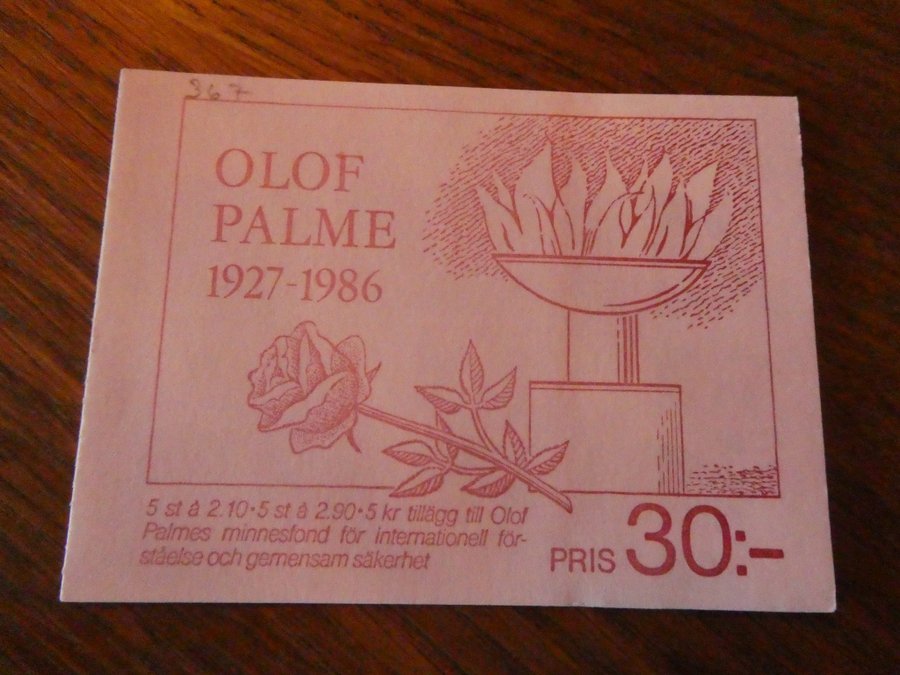 367
OLOF
PALME
1927-1986
5 st à 2.10·5 st à 2.90·5 kr tillägg till Olof
Palmes minnesfond för internationell för-
ståelse och gemensam säkerhet
PRIS 30:-